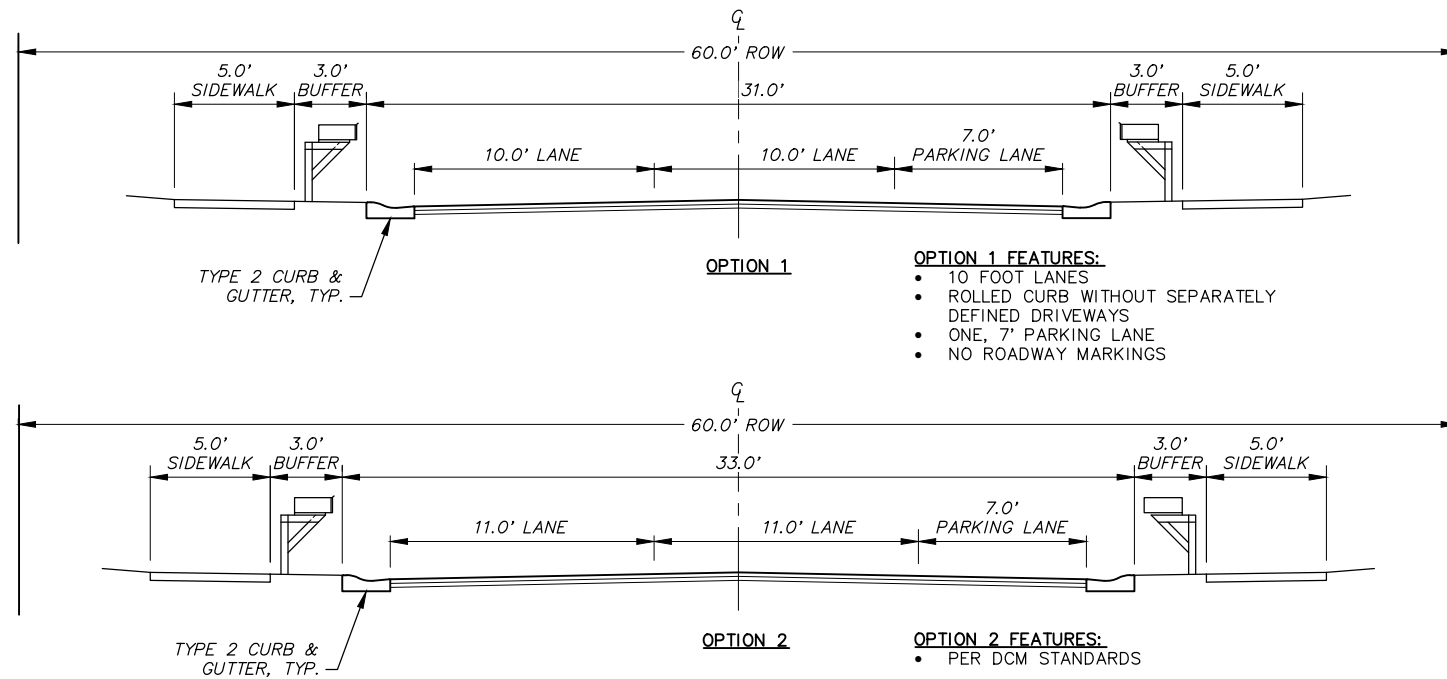 ℄
60.0' ROW
5.0' SIDEWALK
3.0' BUFFER
31.0'
3.0' BUFFER
5.0' SIDEWALK
10.0' LANE
10.0' LANE
7.0' PARKING LANE
TYPE 2 CURB &
GUTTER, TYP.
OPTION 1
OPTION 1 FEATURES:
• 10 FOOT LANES
• ROLLED CURB WITHOUT SEPARATELY
DEFINED DRIVEWAYS
• ONE, 7' PARKING LANE
• NO ROADWAY MARKINGS
℄
60.0' ROW
5.0' SIDEWALK
3.0' BUFFER
33.0'
3.0' BUFFER
5.0' SIDEWALK
11.0' LANE
11.0' LANE
7.0' PARKING LANE
TYPE 2 CURB &
GUTTER, TYP.
OPTION 2
OPTION 2 FEATURES:
• PER DCM STANDARDS